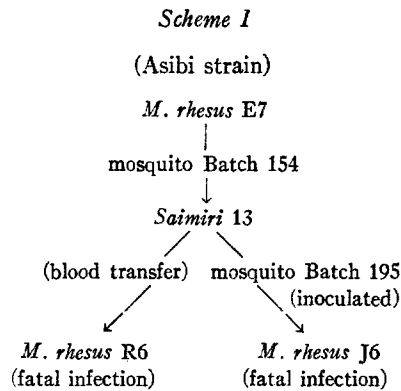 Scheme 1
(Asibi strain)
M. rhesus E7
mosquito Batch 154
Saimiri 13
(blood transfer) mosquito Batch 195
(inoculated)
M. rhesus R6 M. rhesus J6
(fatal infection) (fatal infection)